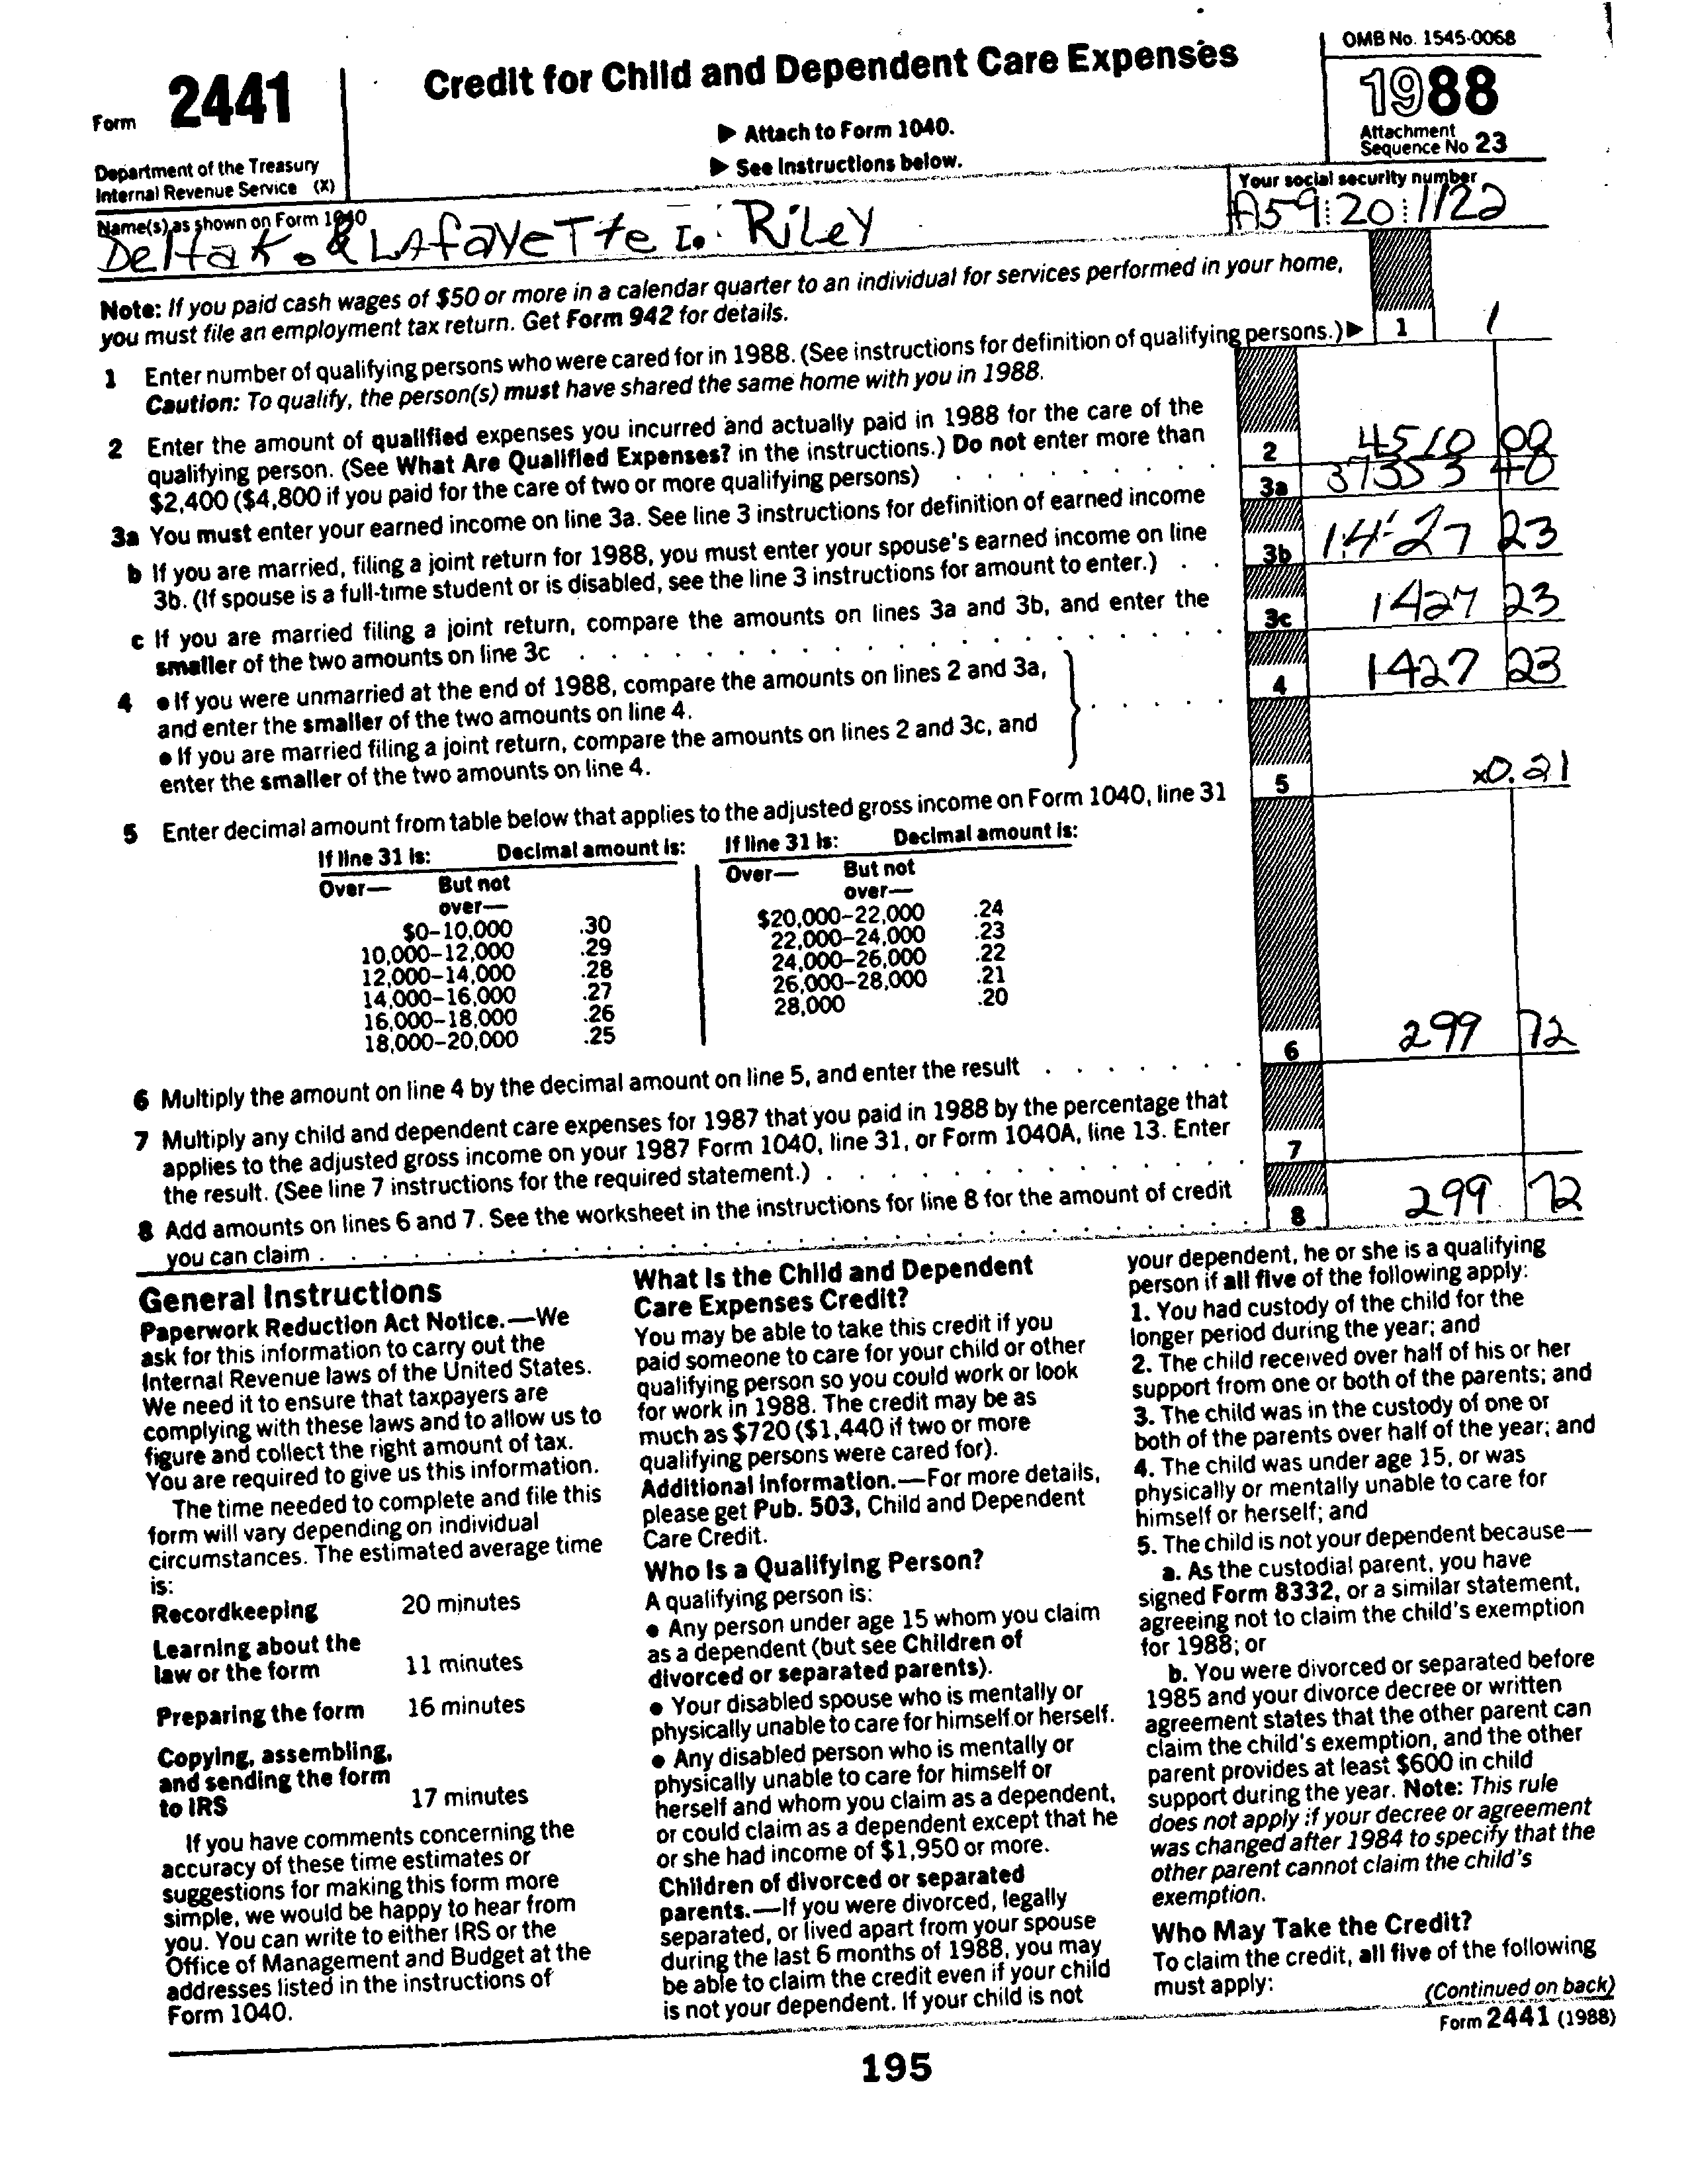 OMB No. 1545-0068
Form 2441
Credit for Child and Dependent Care Expenses
1988
▶ Attach to Form 1040.
▶ See Instructions below.
Attachment
Sequence No 23
Department of the Treasury
Internal Revenue Service (X)
Name(s) as shown on Form 1040
Your social security number
Delta K. & LAfayeTTe I. Riley
A59:20:1122
Note: If you paid cash wages of $50 or more in a calendar quarter to an individual for services performed in your home,
you must file an employment tax return. Get Form 942 for details.
1 Enter number of qualifying persons who were cared for in 1988. (See instructions for definition of qualifying persons.) ▶ 1 1
Caution: To qualify, the person(s) must have shared the same home with you in 1988.
2 Enter the amount of qualified expenses you incurred and actually paid in 1988 for the care of the
qualifying person. (See What Are Qualified Expenses? in the instructions.) Do not enter more than
$2,400 ($4,800 if you paid for the care of two or more qualifying persons) . . . . . . . . 2 4510 00
3a You must enter your earned income on line 3a. See line 3 instructions for definition of earned income 3a 37353 40
b If you are married, filing a joint return for 1988, you must enter your spouse's earned income on line
3b. (If spouse is a full-time student or is disabled, see the line 3 instructions for amount to enter.) . . 3b 1427 23
c If you are married filing a joint return, compare the amounts on lines 3a and 3b, and enter the
smaller of the two amounts on line 3c . . . . . . . . . . . . . . . . 3c 1427 23
4 ● If you were unmarried at the end of 1988, compare the amounts on lines 2 and 3a,
and enter the smaller of the two amounts on line 4.
● If you are married filing a joint return, compare the amounts on lines 2 and 3c, and
enter the smaller of the two amounts on line 4.
. . . . . 4 1427 23
5 Enter decimal amount from table below that applies to the adjusted gross income on Form 1040, line 31 5 x0.21
If line 31 is: Decimal amount is: If line 31 is: Decimal amount is:
Over— But not over— Over— But not over—
$0–10,000 .30 $20,000–22,000 .24
10,000–12,000 .29 22,000–24,000 .23
12,000–14,000 .28 24,000–26,000 .22
14,000–16,000 .27 26,000–28,000 .21
16,000–18,000 .26 28,000 .20
18,000–20,000 .25
6 Multiply the amount on line 4 by the decimal amount on line 5, and enter the result . . . . . . . 6 299 72
7 Multiply any child and dependent care expenses for 1987 that you paid in 1988 by the percentage that
applies to the adjusted gross income on your 1987 Form 1040, line 31, or Form 1040A, line 13. Enter
the result. (See line 7 instructions for the required statement.) . . . . . . . . . . . 7
8 Add amounts on lines 6 and 7. See the worksheet in the instructions for line 8 for the amount of credit
you can claim . . . . . . . . . . . . . . . . . . . . . . . 8 299 72
General Instructions
Paperwork Reduction Act Notice.—We
ask for this information to carry out the
Internal Revenue laws of the United States.
We need it to ensure that taxpayers are
complying with these laws and to allow us to
figure and collect the right amount of tax.
You are required to give us this information.
The time needed to complete and file this
form will vary depending on individual
circumstances. The estimated average time
is:
Recordkeeping 20 minutes
Learning about the
law or the form 11 minutes
Preparing the form 16 minutes
Copying, assembling,
and sending the form
to IRS 17 minutes
If you have comments concerning the
accuracy of these time estimates or
suggestions for making this form more
simple, we would be happy to hear from
you. You can write to either IRS or the
Office of Management and Budget at the
addresses listed in the instructions of
Form 1040.
What Is the Child and Dependent
Care Expenses Credit?
You may be able to take this credit if you
paid someone to care for your child or other
qualifying person so you could work or look
for work in 1988. The credit may be as
much as $720 ($1,440 if two or more
qualifying persons were cared for).
Additional Information.—For more details,
please get Pub. 503, Child and Dependent
Care Credit.
Who Is a Qualifying Person?
A qualifying person is:
● Any person under age 15 whom you claim
as a dependent (but see Children of
divorced or separated parents).
● Your disabled spouse who is mentally or
physically unable to care for himself or herself.
● Any disabled person who is mentally or
physically unable to care for himself or
herself and whom you claim as a dependent,
or could claim as a dependent except that he
or she had income of $1,950 or more.
Children of divorced or separated
parents.—If you were divorced, legally
separated, or lived apart from your spouse
during the last 6 months of 1988, you may
be able to claim the credit even if your child
is not your dependent. If your child is not
your dependent, he or she is a qualifying
person if all five of the following apply:
1. You had custody of the child for the
longer period during the year; and
2. The child received over half of his or her
support from one or both of the parents; and
3. The child was in the custody of one or
both of the parents over half of the year; and
4. The child was under age 15, or was
physically or mentally unable to care for
himself or herself; and
5. The child is not your dependent because—
a. As the custodial parent, you have
signed Form 8332, or a similar statement,
agreeing not to claim the child's exemption
for 1988; or
b. You were divorced or separated before
1985 and your divorce decree or written
agreement states that the other parent can
claim the child's exemption, and the other
parent provides at least $600 in child
support during the year. Note: This rule
does not apply if your decree or agreement
was changed after 1984 to specify that the
other parent cannot claim the child's
exemption.
Who May Take the Credit?
To claim the credit, all five of the following
must apply:
(Continued on back)
Form 2441 (1988)
195